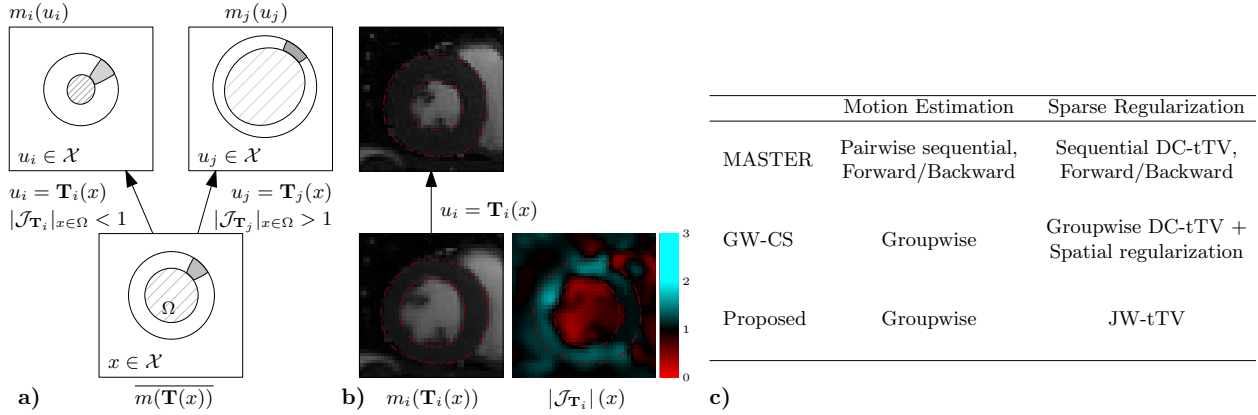 m_i(u_i)
m_j(u_j)
u_i ∈ 𝒳
u_j ∈ 𝒳
u_i = T_i(x)
|𝒥_{T_i}|_{x∈Ω} < 1
u_j = T_j(x)
|𝒥_{T_j}|_{x∈Ω} > 1
Ω
x ∈ 𝒳
a)
\overline{m(T(x))}
u_i = T_i(x)
3
2
1
0
b)
m_i(T_i(x))
|𝒥_{T_i}| (x)
Motion Estimation Sparse Regularization
MASTER Pairwise sequential, Forward/Backward Sequential DC-tTV, Forward/Backward
GW-CS Groupwise Groupwise DC-tTV + Spatial regularization
Proposed Groupwise JW-tTV
c)